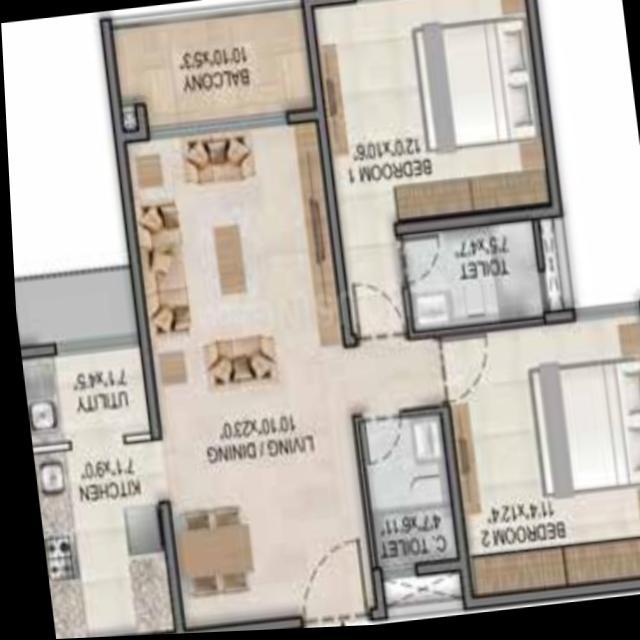 C. TOILET
4'7"x6'11"
BEDROOM 2
11'4"x12'4"
KITCHEN
7'1"x9'0"
LIVING / DINING
10'10"x23'0"
UTILITY
7'1"x4'5"
TOILET
7'5"x4'7"
BEDROOM 1
12'0"x10'6"
BALCONY
10'10"x5'3"